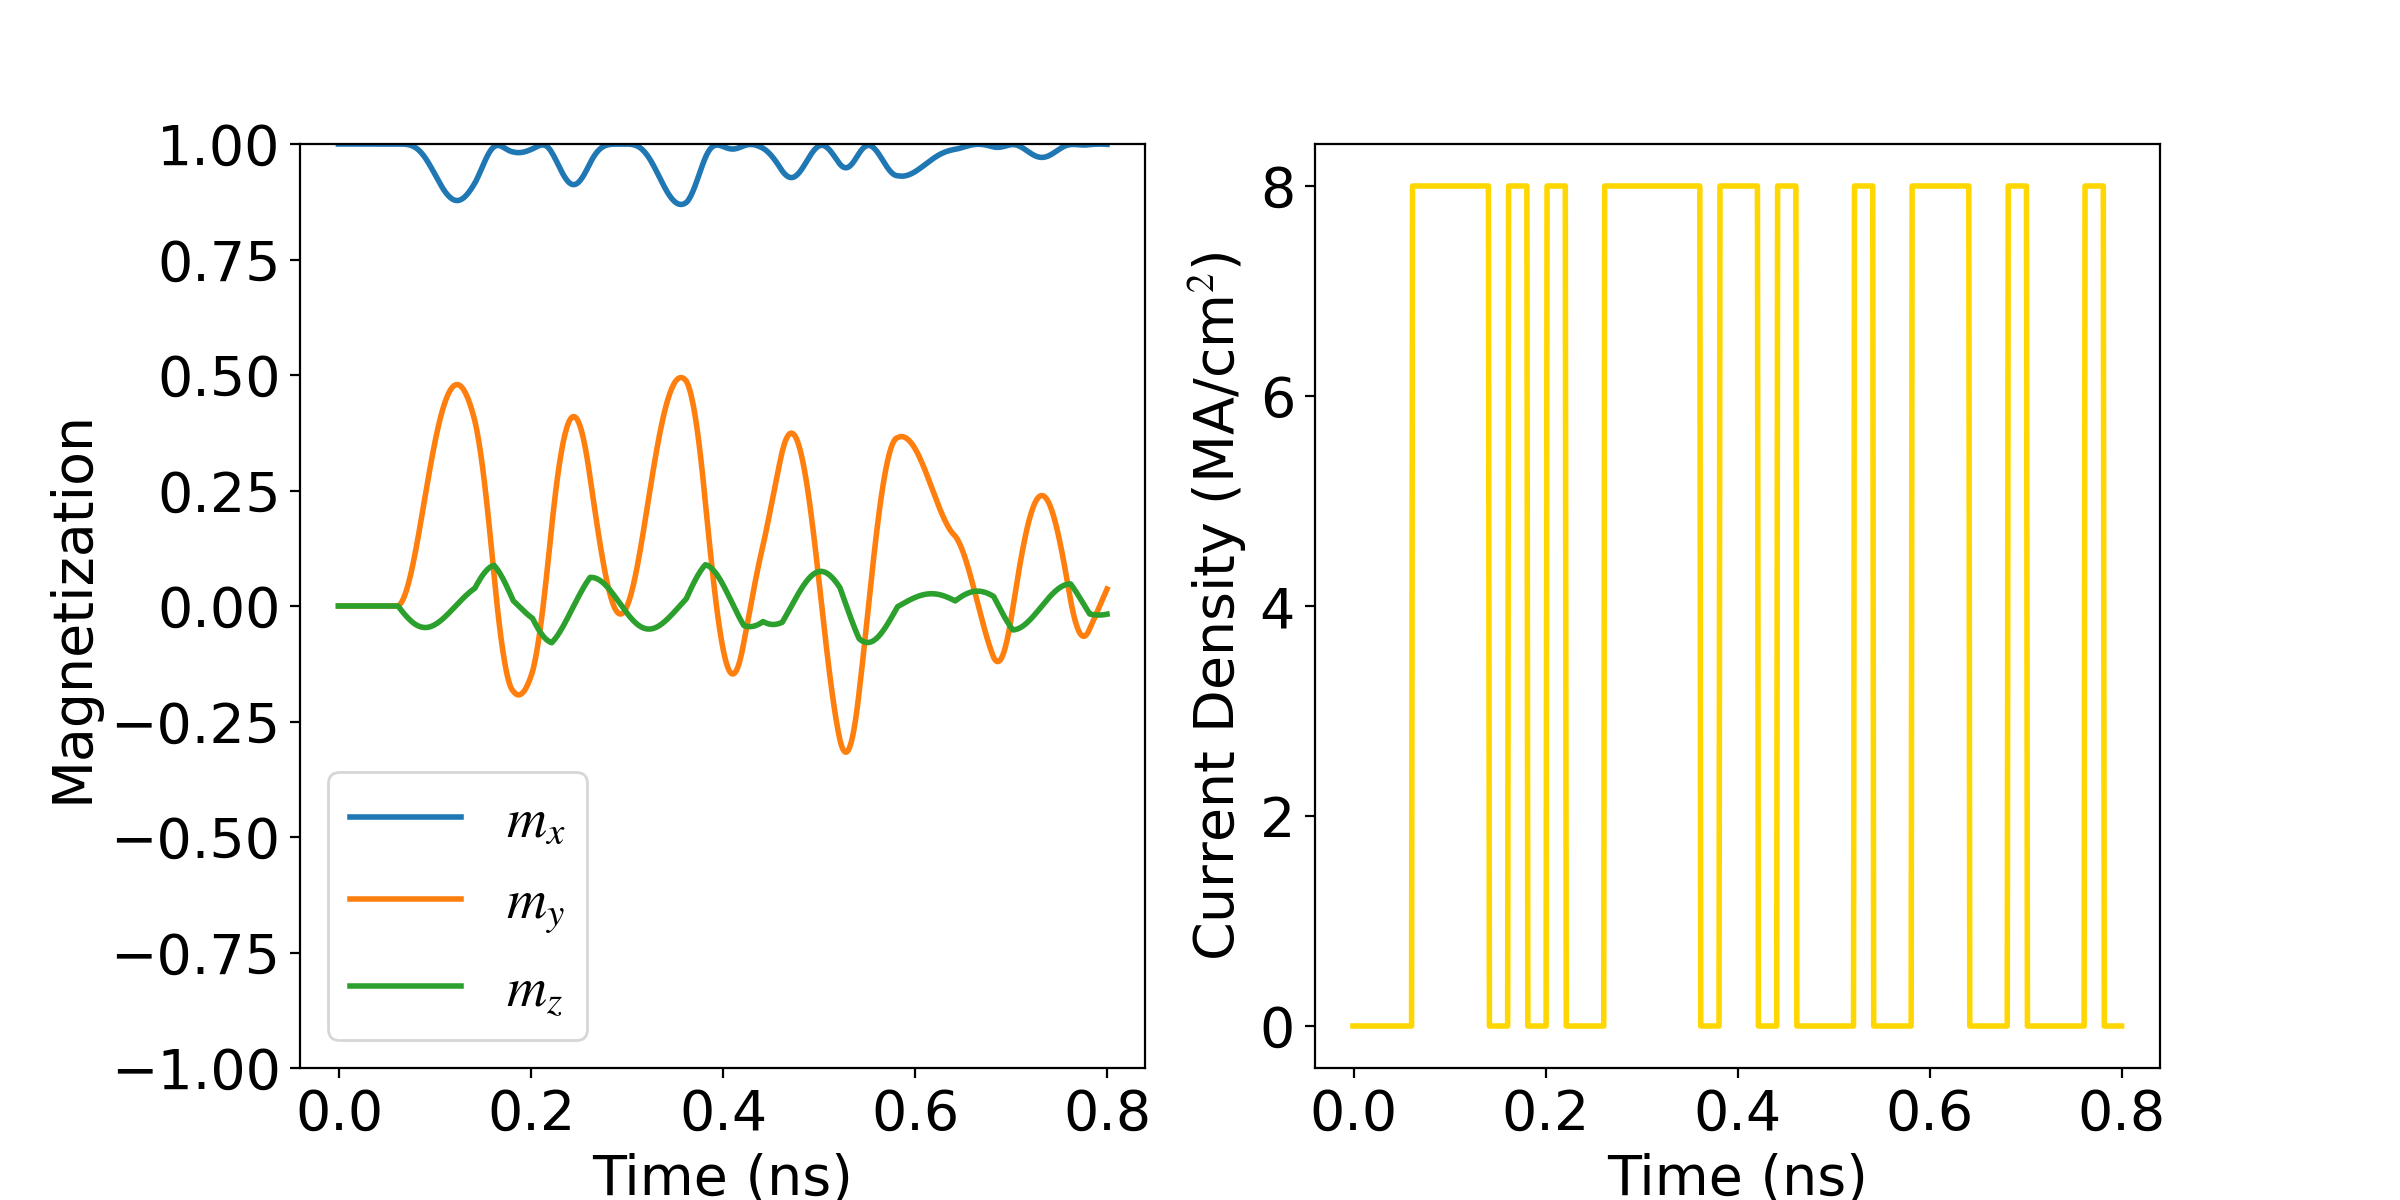 Magnetization
1.00
0.75
0.50
0.25
0.00
−0.25
−0.50
−0.75
−1.00
m_x
m_y
m_z
0.0 0.2 0.4 0.6 0.8
Time (ns)
Current Density (MA/cm²)
8
6
4
2
0
0.0 0.2 0.4 0.6 0.8
Time (ns)